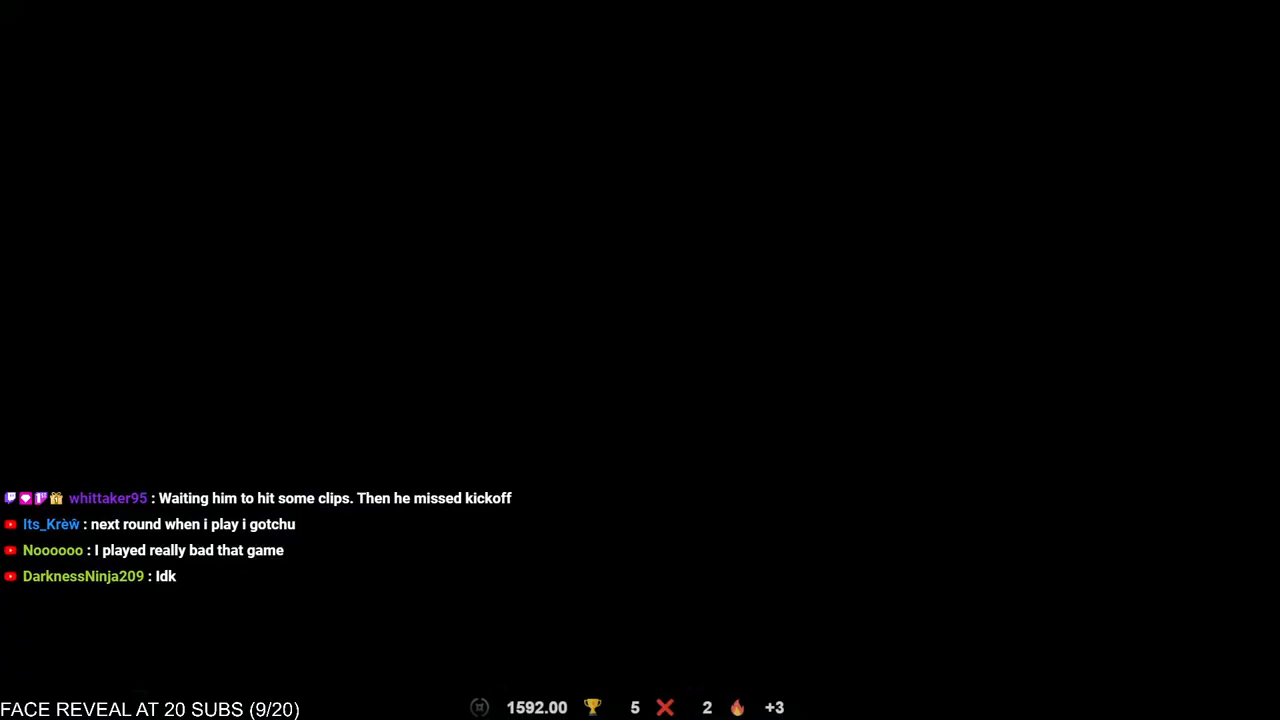 whittaker95 : Waiting him to hit some clips. Then he missed kickoff
Its_Krèŵ : next round when i play i gotchu
Noooooo : I played really bad that game
DarknessNinja209 : Idk
FACE REVEAL AT 20 SUBS (9/20)
1592.00 5 2 +3